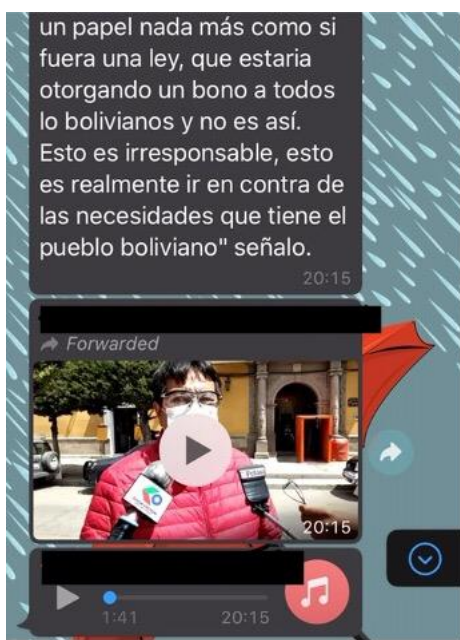 un papel nada más como si
fuera una ley, que estaria
otorgando un bono a todos
lo bolivianos y no es así.
Esto es irresponsable, esto
es realmente ir en contra de
las necesidades que tiene el
pueblo boliviano" señalo.
20:15
Forwarded
20:15
1:41
20:15